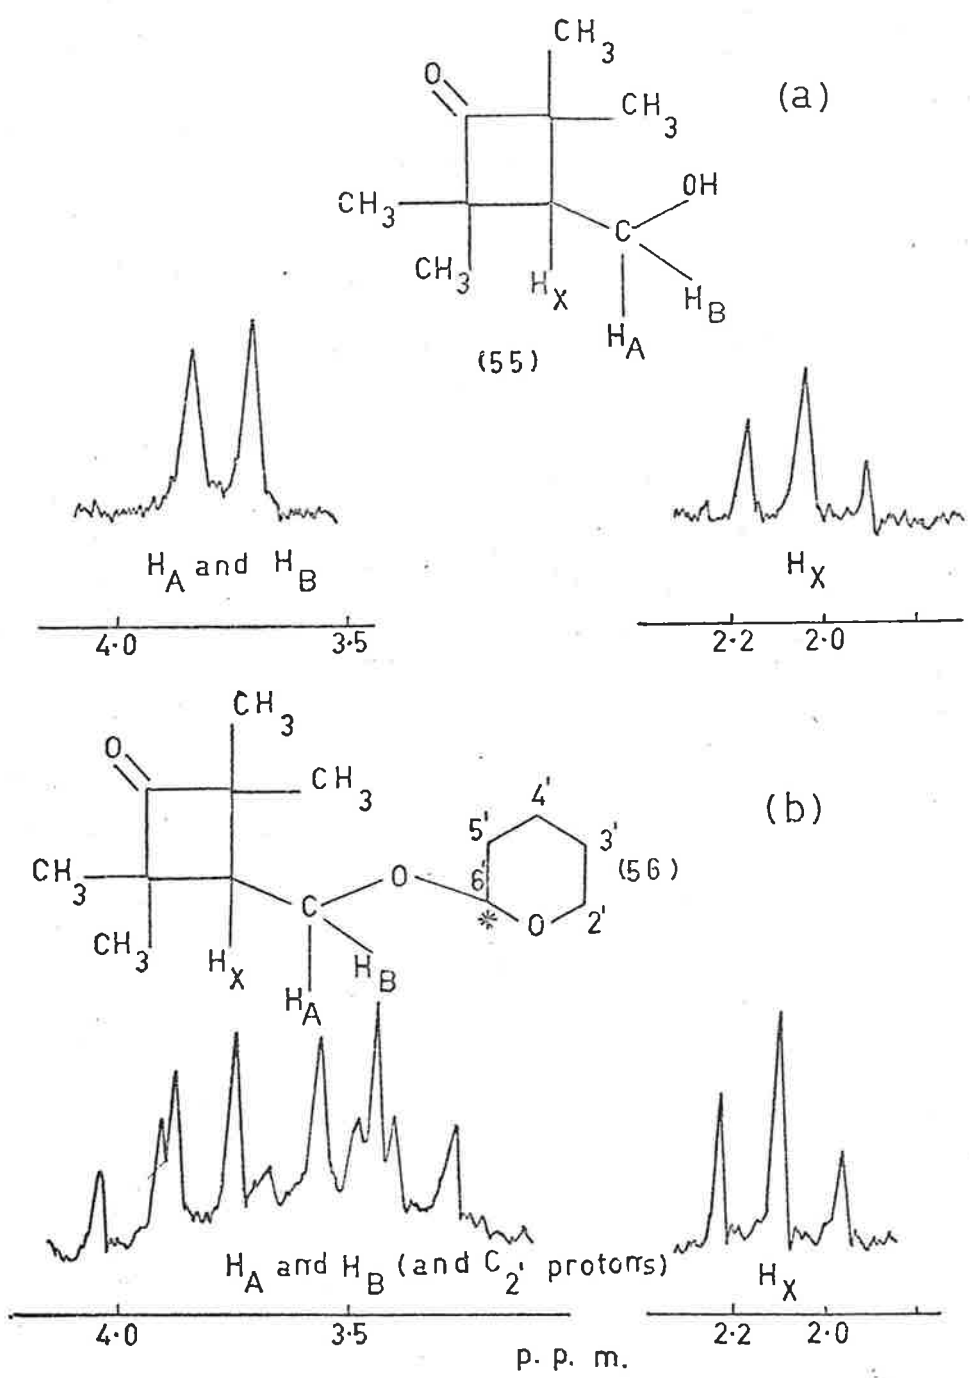 CH3
O
CH3
(a)
OH
CH3
C
CH3
HX
HB
HA
(55)
HA and HB
HX
4·0 3·5
2·2 2·0
CH3
O
CH3
(b)
4'
5' 3'
CH3 O 6' (56)
C * O 2'
CH3 HX HB
HA
HA and HB (and C2' protons)
HX
4·0 3·5 2·2 2·0
p. p. m.